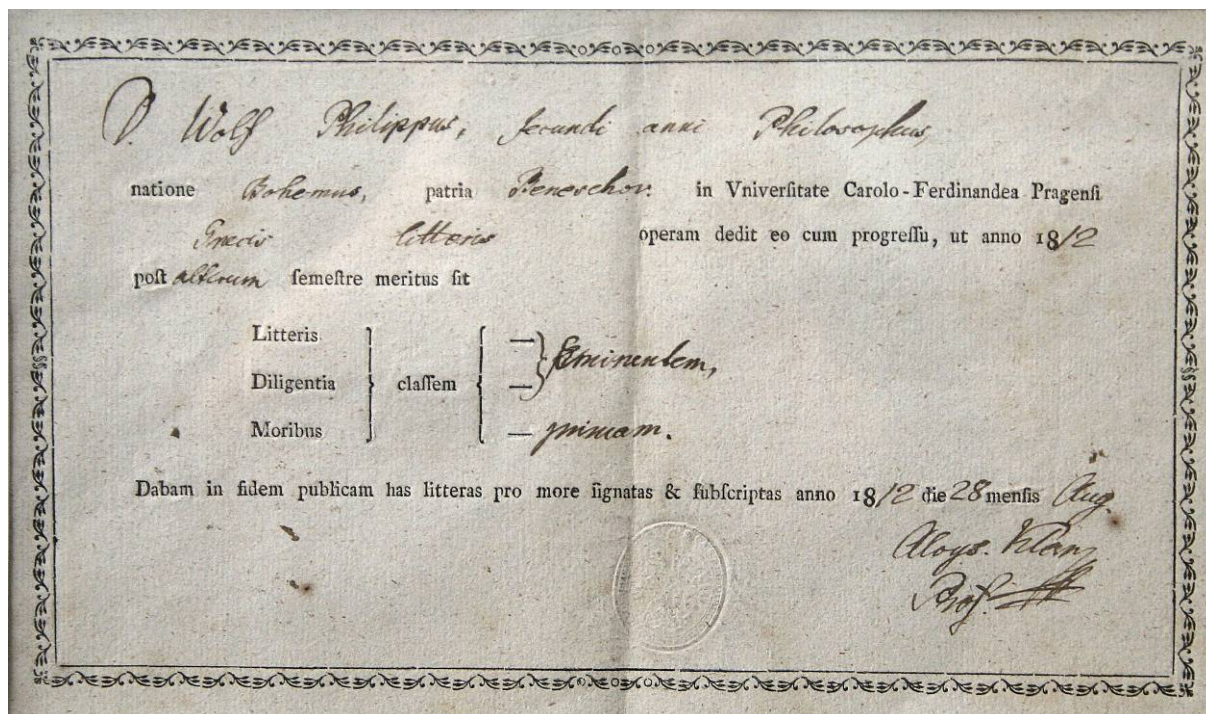 D. Wolf Philippus, secundi anni Philosophus,
natione Bohemus, patria Beneschov. in Vniverſitate Carolo-Ferdinandea Pragenſi
Graecis litteris operam dedit eo cum progreſſu, ut anno 1812
poſt alterum ſemeſtre meritus ſit
Litteris
Diligentia } claſſem { — — } Eminentem,
Moribus — primam.
Dabam in fidem publicam has litteras pro more ſignatas & ſubſcriptas anno 1812 die 28 menſis Aug.
Aloys. Klar
Prof.